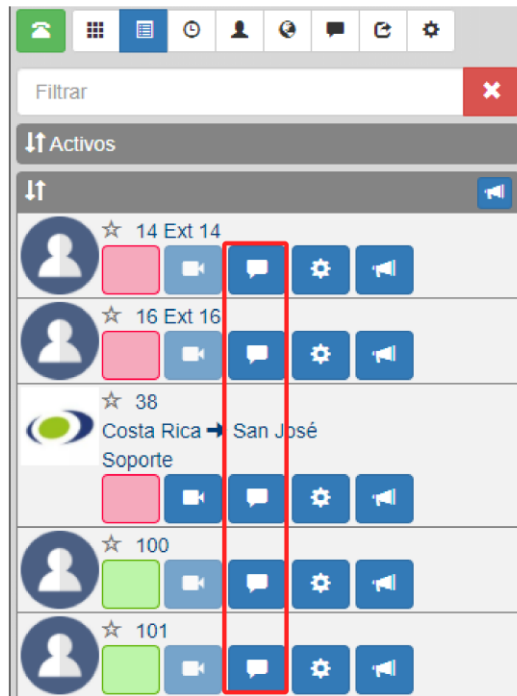 Filtrar
Activos
14 Ext 14
16 Ext 16
38
Costa Rica → San José
Soporte
100
101